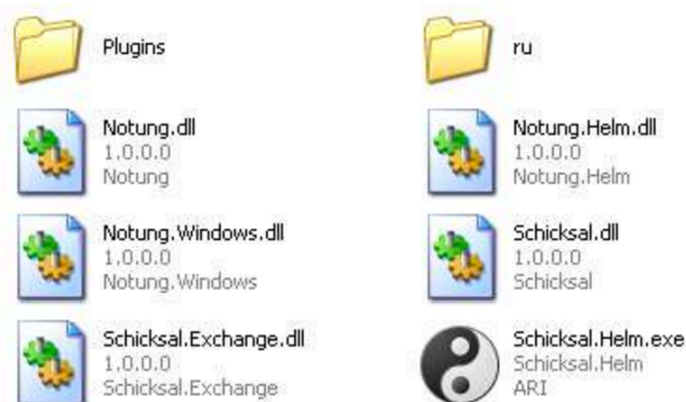 Plugins
ru
Notung.dll
1.0.0.0
Notung
Notung.Helm.dll
1.0.0.0
Notung.Helm
Notung.Windows.dll
1.0.0.0
Notung.Windows
Schicksal.dll
1.0.0.0
Schicksal
Schicksal.Exchange.dll
1.0.0.0
Schicksal.Exchange
Schicksal.Helm.exe
Schicksal.Helm
ARI